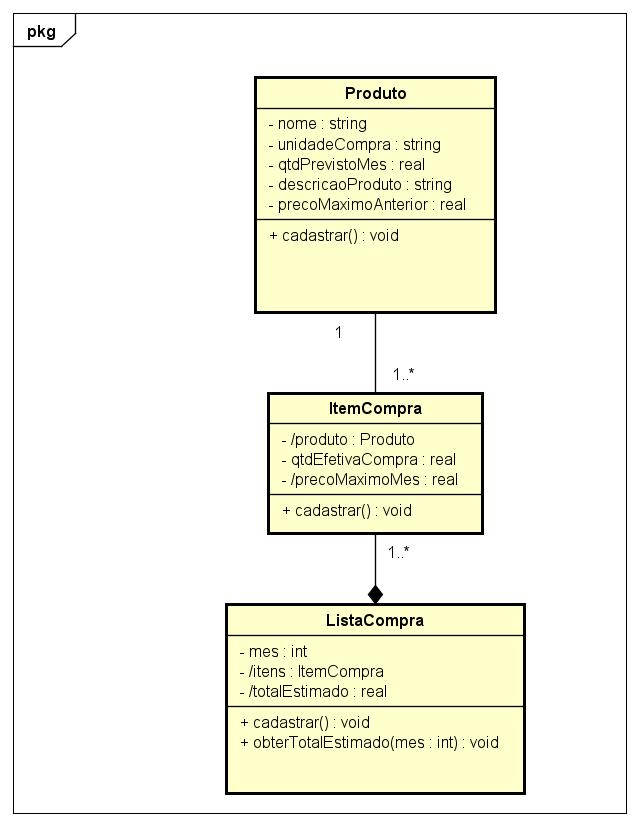 pkg
Produto
- nome : string
- unidadeCompra : string
- qtdPrevistoMes : real
- descricaoProduto : string
- precoMaximoAnterior : real
+ cadastrar() : void
1
1..*
ItemCompra
- /produto : Produto
- qtdEfetivaCompra : real
- /precoMaximoMes : real
+ cadastrar() : void
1..*
ListaCompra
- mes : int
- /itens : ItemCompra
- /totalEstimado : real
+ cadastrar() : void
+ obterTotalEstimado(mes : int) : void